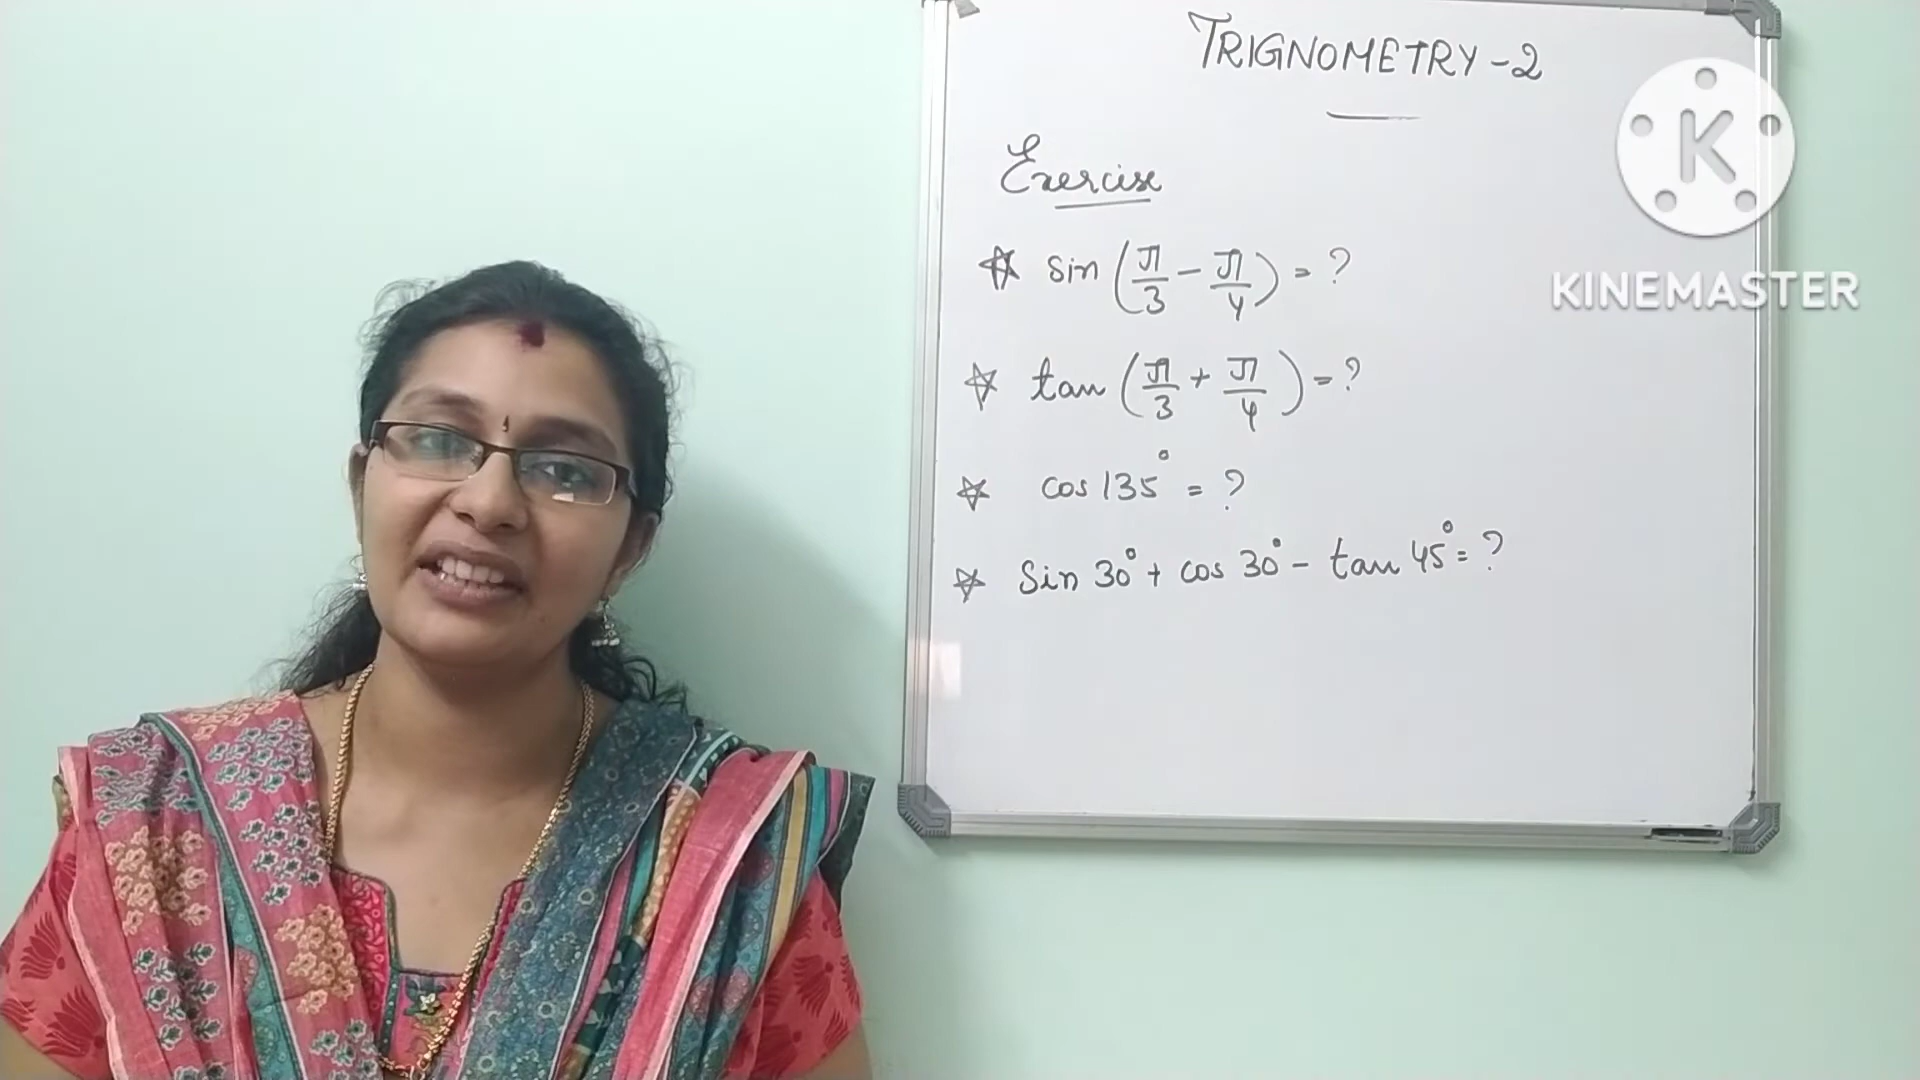 TRIGNOMETRY - 2
Exercise
☆ sin (π/3 - π/4) = ?
☆ tan (π/3 + π/4) = ?
☆ cos 135° = ?
☆ Sin 30° + cos 30° - tan 45° = ?
K
KINEMASTER